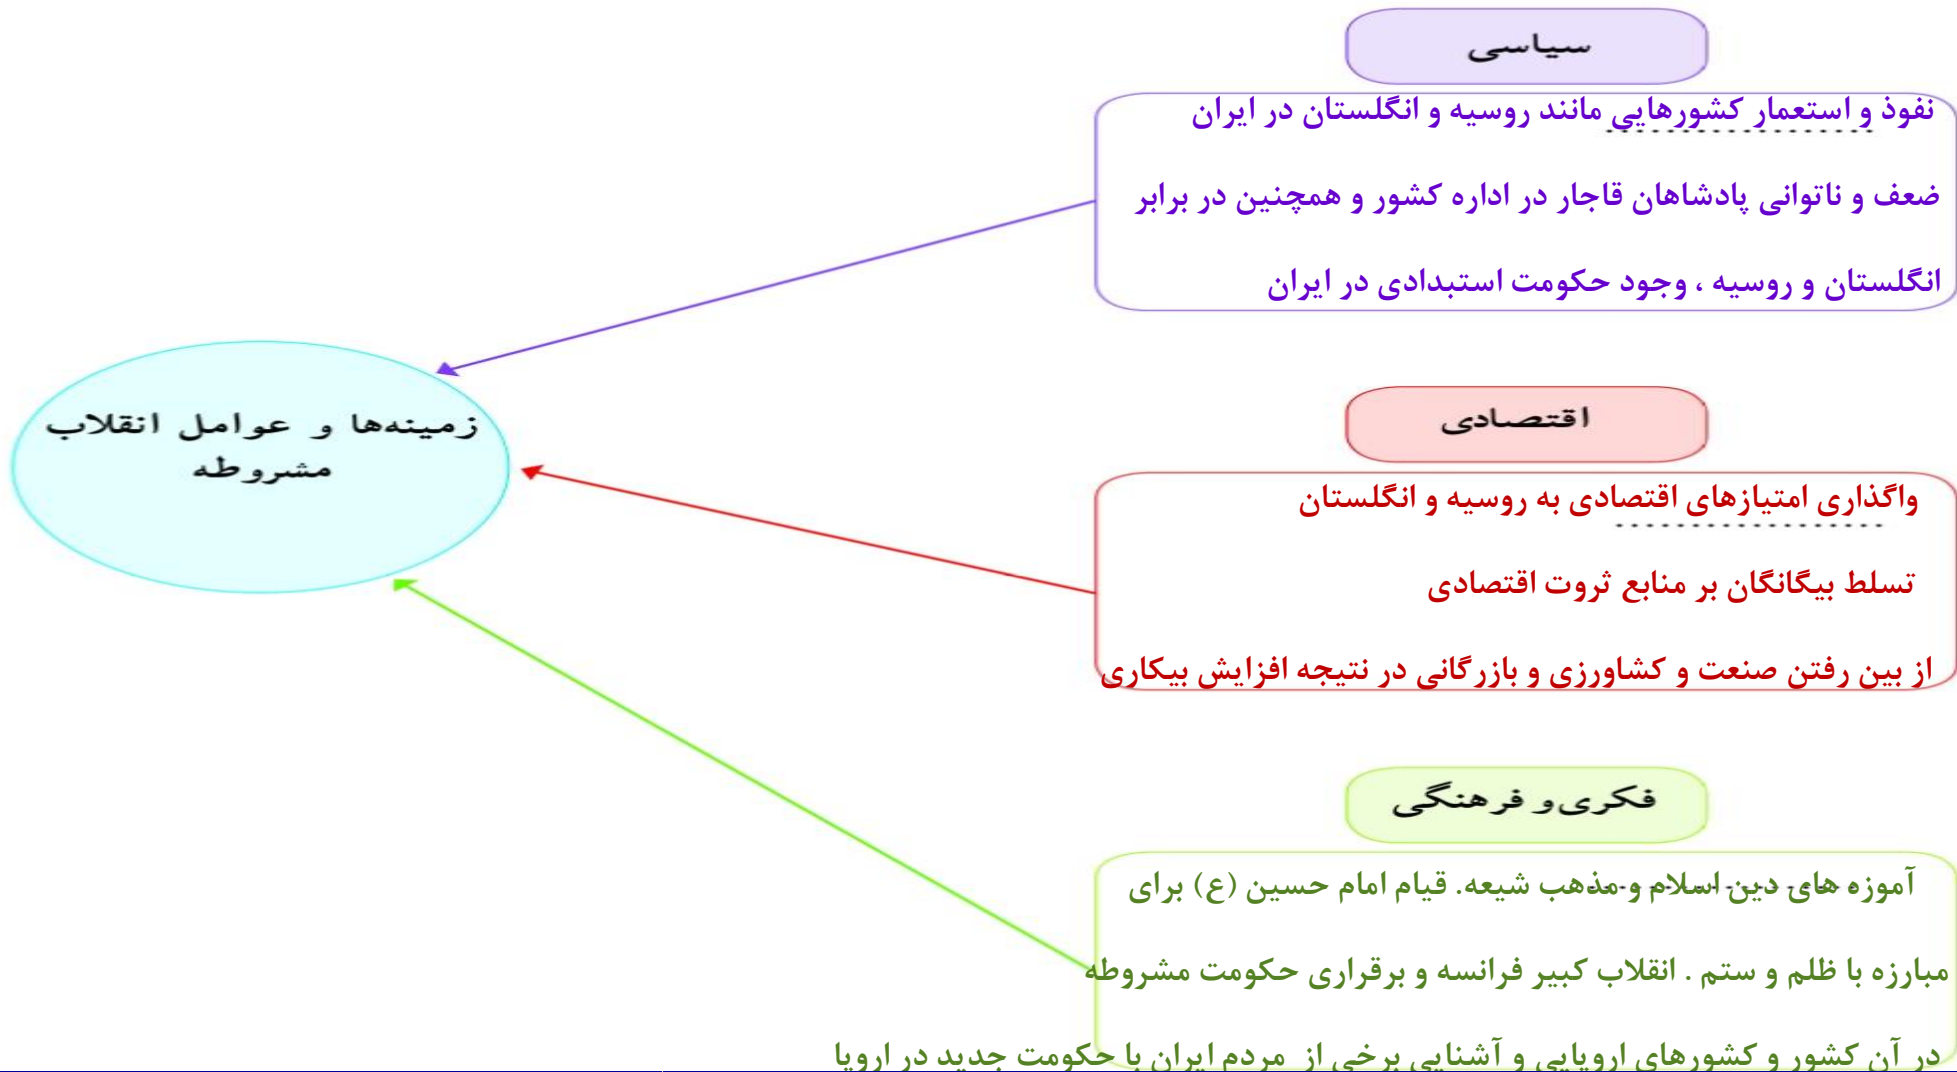 سیاسی
نفوذ و استعمار کشورهایی مانند روسیه و انگلستان در ایران
ضعف و ناتوانی پادشاهان قاجار در اداره کشور و همچنین در برابر
انگلستان و روسیه ، وجود حکومت استبدادی در ایران
زمینه‌ها و عوامل انقلاب
مشروطه
اقتصادی
واگذاری امتیازهای اقتصادی به روسیه و انگلستان
تسلط بیگانگان بر منابع ثروت اقتصادی
از بین رفتن صنعت و کشاورزی و بازرگانی در نتیجه افزایش بیکاری
فکری و فرهنگی
آموزه های دین اسلام و مذهب شیعه. قیام امام حسین (ع) برای
مبارزه با ظلم و ستم . انقلاب کبیر فرانسه و برقراری حکومت مشروطه
در آن کشور و کشورهای اروپایی و آشنایی برخی از مردم ایران با حکومت جدید در اروپا